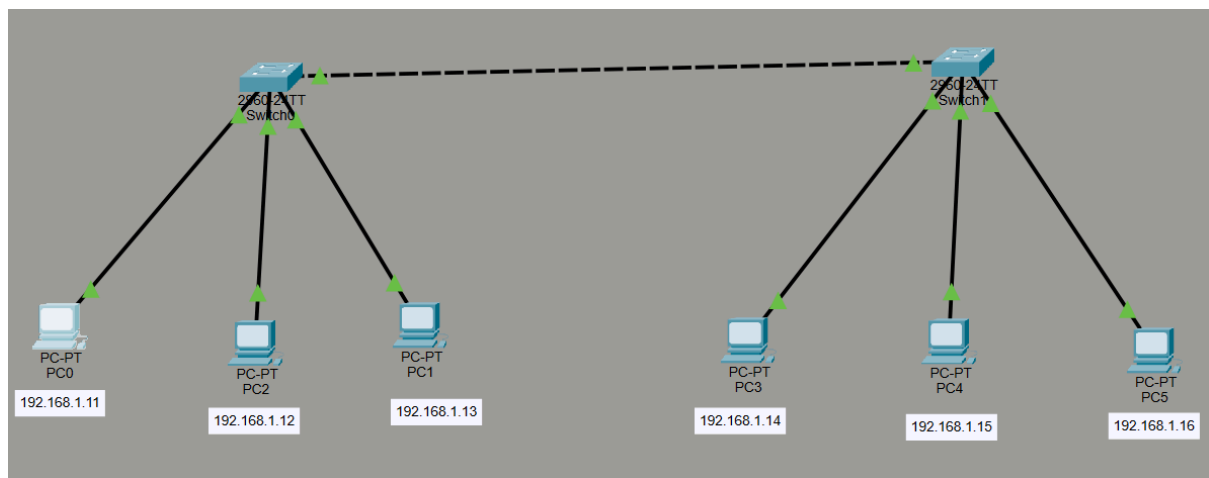 2960-24TT
Switch0
2960-24TT
Switch1
PC-PT
PC0
192.168.1.11
PC-PT
PC2
192.168.1.12
PC-PT
PC1
192.168.1.13
PC-PT
PC3
192.168.1.14
PC-PT
PC4
192.168.1.15
PC-PT
PC5
192.168.1.16